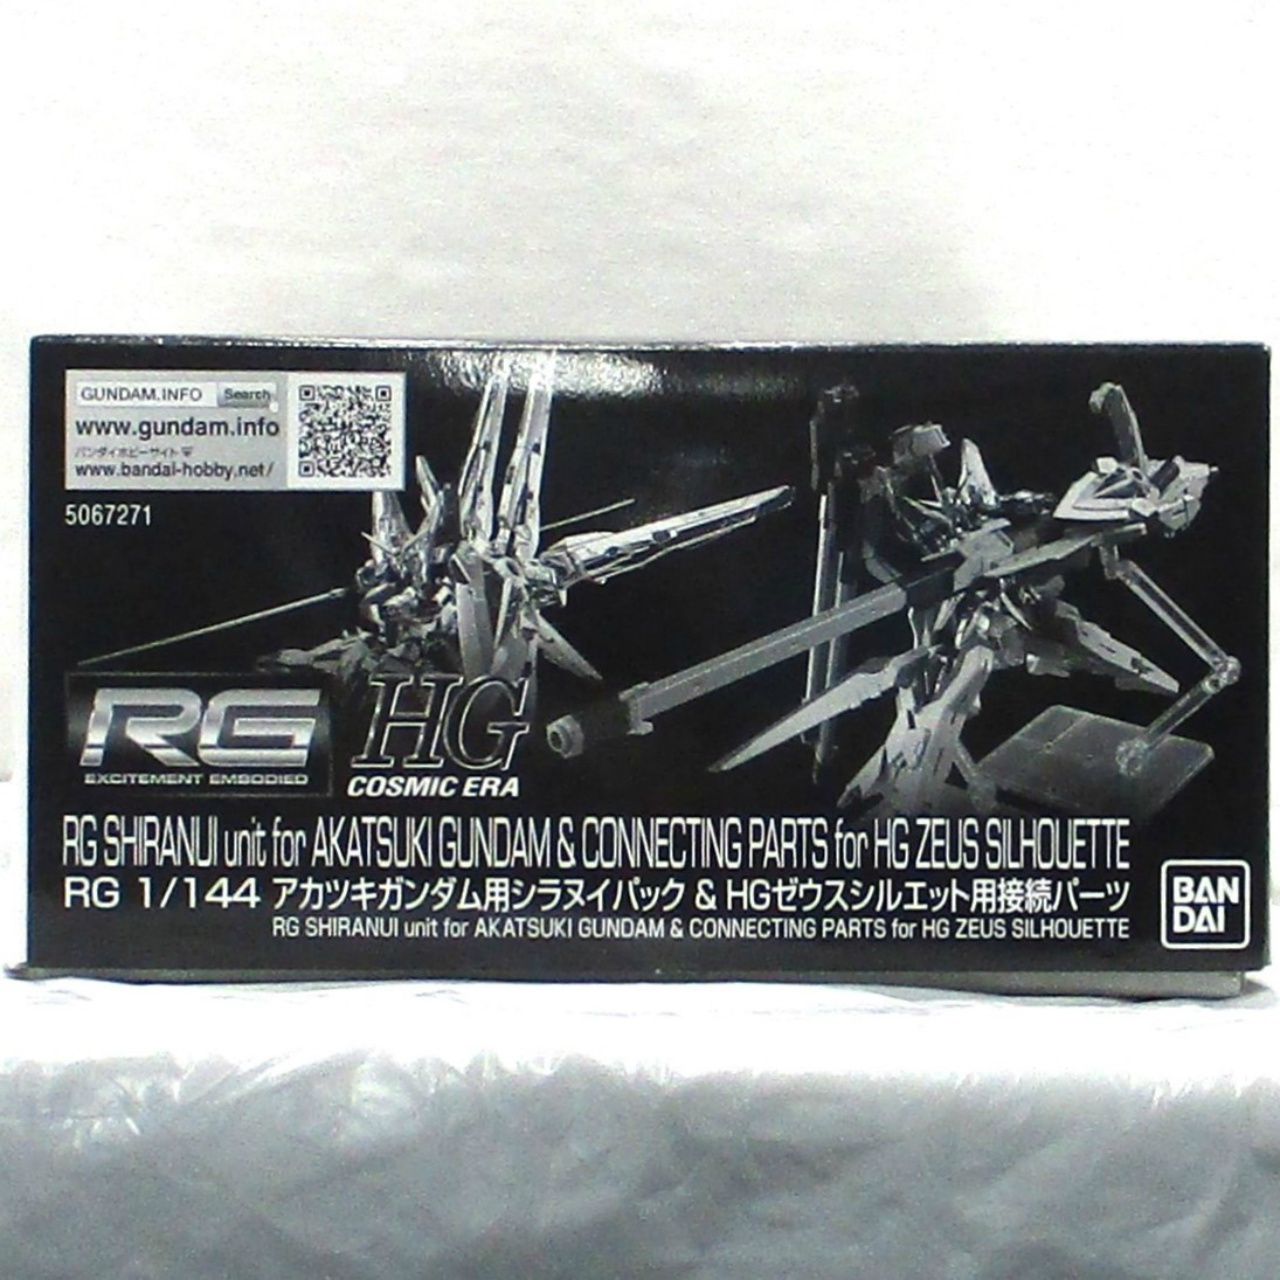 GUNDAM.INFO Search
www.gundam.info
バンダイホビーサイト
www.bandai-hobby.net/
5067271
RG
EXCITEMENT EMBODIED
HG
COSMIC ERA
RG SHIRANUI unit for AKATSUKI GUNDAM & CONNECTING PARTS for HG ZEUS SILHOUETTE
RG 1/144 アカツキガンダム用シラヌイパック & HGゼウスシルエット用接続パーツ
RG SHIRANUI unit for AKATSUKI GUNDAM & CONNECTING PARTS for HG ZEUS SILHOUETTE
BAN
DAI